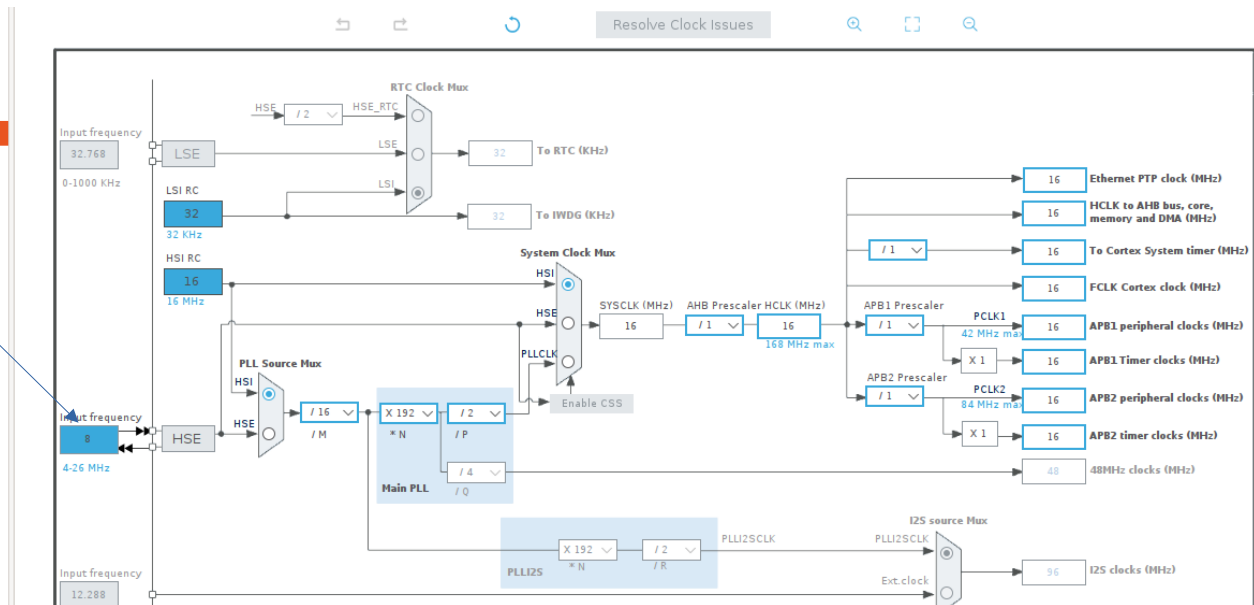 Resolve Clock Issues
RTC Clock Mux
HSE
/ 2
HSE_RTC
Input frequency
32.768
0-1000 KHz
LSE
LSE
32
To RTC (KHz)
LSI RC
32
32 KHz
LSI
32
To IWDG (KHz)
HSI RC
16
16 MHz
System Clock Mux
HSI
HSE
PLLCLK
SYSCLK (MHz)
16
AHB Prescaler
/ 1
HCLK (MHz)
16
168 MHz max
16
Ethernet PTP clock (MHz)
16
HCLK to AHB bus, core,
memory and DMA (MHz)
/ 1
16
To Cortex System timer (MHz)
16
FCLK Cortex clock (MHz)
APB1 Prescaler
/ 1
PCLK1
42 MHz max
16
APB1 peripheral clocks (MHz)
X 1
16
APB1 Timer clocks (MHz)
APB2 Prescaler
/ 1
PCLK2
84 MHz max
16
APB2 peripheral clocks (MHz)
X 1
16
APB2 timer clocks (MHz)
Enable CSS
PLL Source Mux
HSI
HSE
Input frequency
8
4-26 MHz
HSE
/ 16
/ M
X 192
* N
/ 2
/ P
/ 4
/ Q
Main PLL
48
48MHz clocks (MHz)
X 192
* N
/ 2
/ R
PLLI2S
PLLI2SCLK
I2S source Mux
PLLI2SCLK
Ext.clock
96
I2S clocks (MHz)
Input frequency
12.288